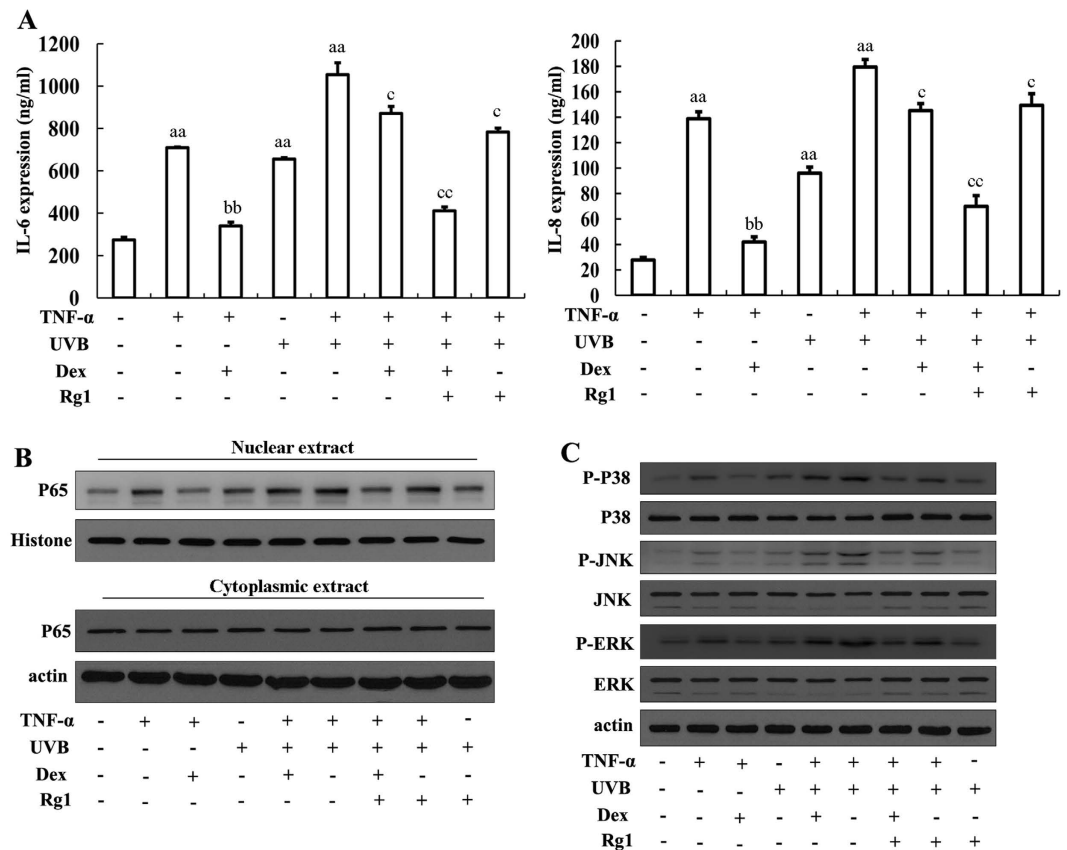 A
IL-6 expression (ng/ml)
1200
1000
800
600
400
200
0
aa
bb
aa
aa
c
cc
c
TNF-α - + + - + + + +
UVB - - - + + + + +
Dex - - + - - + + -
Rg1 - - - - - - + +
IL-8 expression (ng/ml)
200
180
160
140
120
100
80
60
40
20
0
aa
bb
aa
aa
c
cc
c
TNF-α - + + - + + + +
UVB - - - + + + + +
Dex - - + - - + + -
Rg1 - - - - - - + +
B
Nuclear extract
P65
Histone
Cytoplasmic extract
P65
actin
TNF-α - + + - + + + + -
UVB - - - + + + + + +
Dex - - + - + - + - -
Rg1 - - - - - - + + +
C
P-P38
P38
P-JNK
JNK
P-ERK
ERK
actin
TNF-α - + + - + + + + -
UVB - - - + + + + + +
Dex - - + - + - + - -
Rg1 - - - - - - + + +